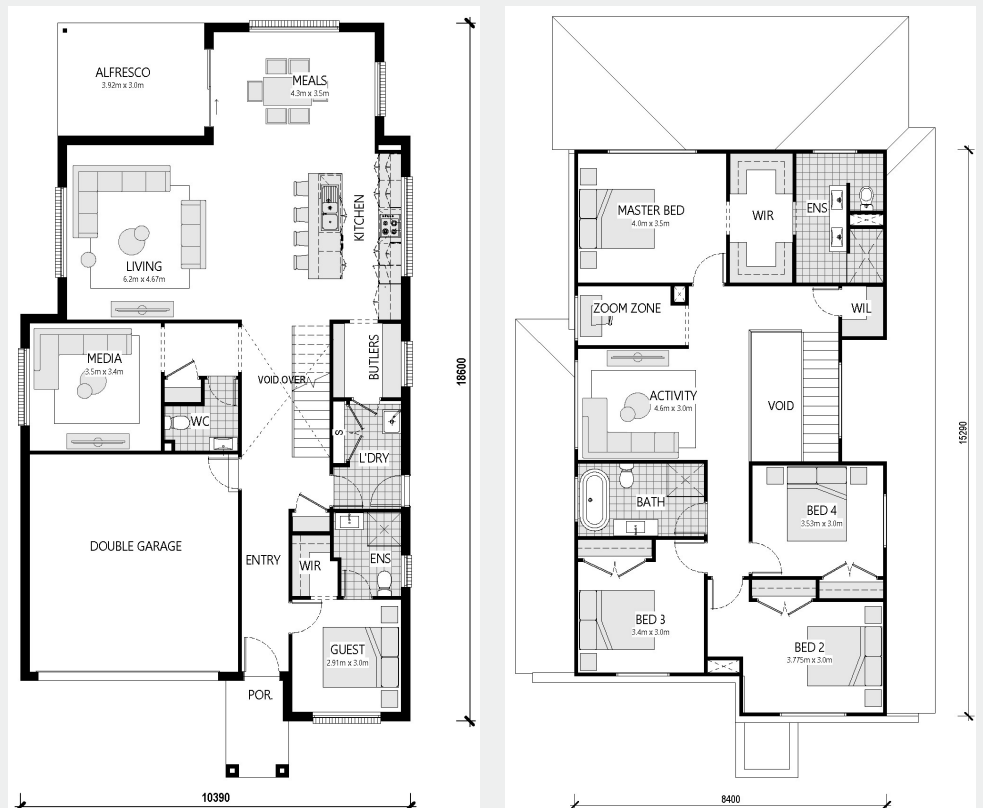 ALFRESCO
3.92m x 3.0m
MEALS
4.3m x 3.5m
KITCHEN
LIVING
6.2m x 4.67m
MEDIA
3.5m x 3.4m
VOID OVER
BUTLERS
WC
S
L'DRY
DOUBLE GARAGE
ENTRY
WIR
ENS
GUEST
2.91m x 3.0m
POR.
18600
10390
MASTER BED
4.0m x 3.5m
WIR
ENS
ZOOM ZONE
WIL
ACTIVITY
4.6m x 3.0m
VOID
BATH
BED 4
3.53m x 3.0m
BED 3
3.4m x 3.0m
BED 2
3.775m x 3.0m
15290
8400